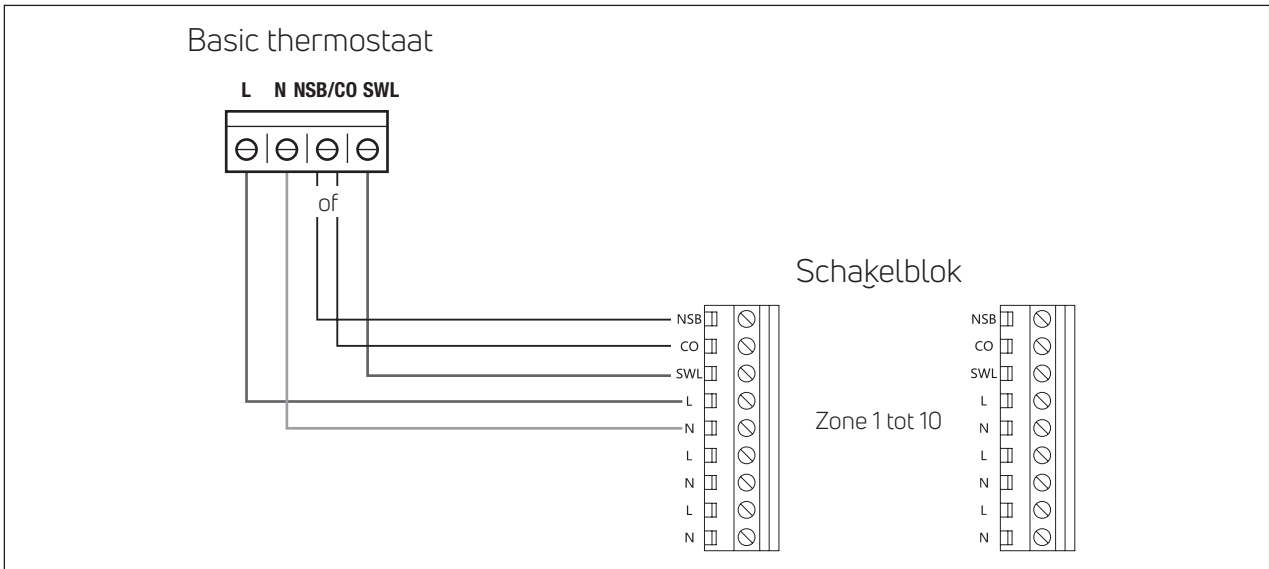 Basic thermostaat
L N NSB/CO SWL
of
Schakelblok
NSB NSB
CO CO
SWL SWL
L L
N Zone 1 tot 10 N
L L
N N
L L
N N